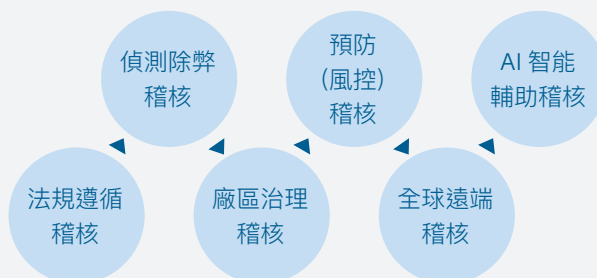 偵測除弊
稽核
預防
(風控)
稽核
AI 智能
輔助稽核
法規遵循
稽核
廠區治理
稽核
全球遠端
稽核